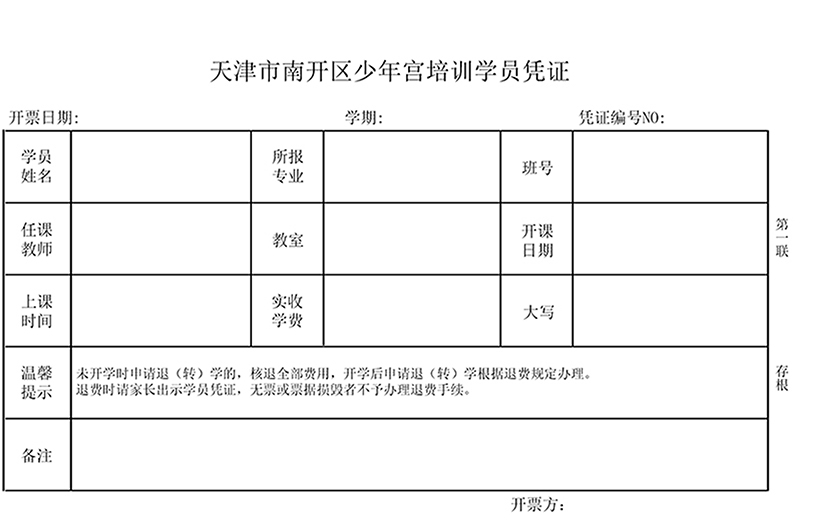 天津市南开区少年宫培训学员凭证
开票日期: 学期: 凭证编号NO:
学员
姓名
所报
专业
班号
任课
教师
教室
开课
日期
上课
时间
实收
学费
大写
温馨
提示
未开学时申请退（转）学的，核退全部费用，开学后申请退（转）学根据退费规定办理。
退费时请家长出示学员凭证，无票或票据损毁者不予办理退费手续。
备注
第一联
存根
开票方: